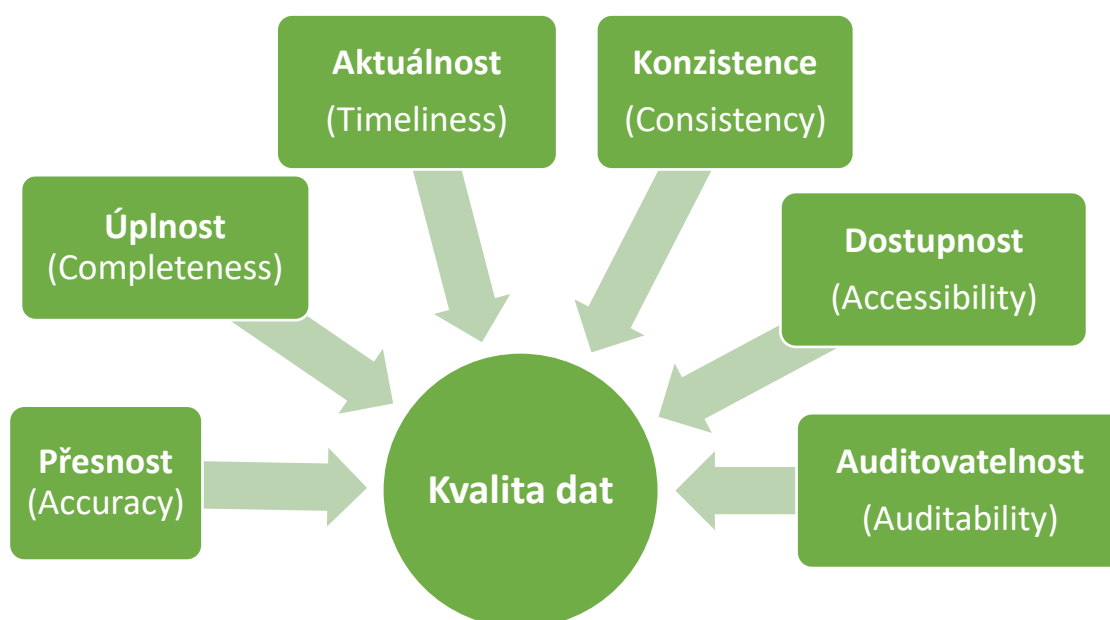 Aktuálnost
(Timeliness)
Konzistence
(Consistency)
Úplnost
(Completeness)
Dostupnost
(Accessibility)
Přesnost
(Accuracy)
Kvalita dat
Auditovatelnost
(Auditability)